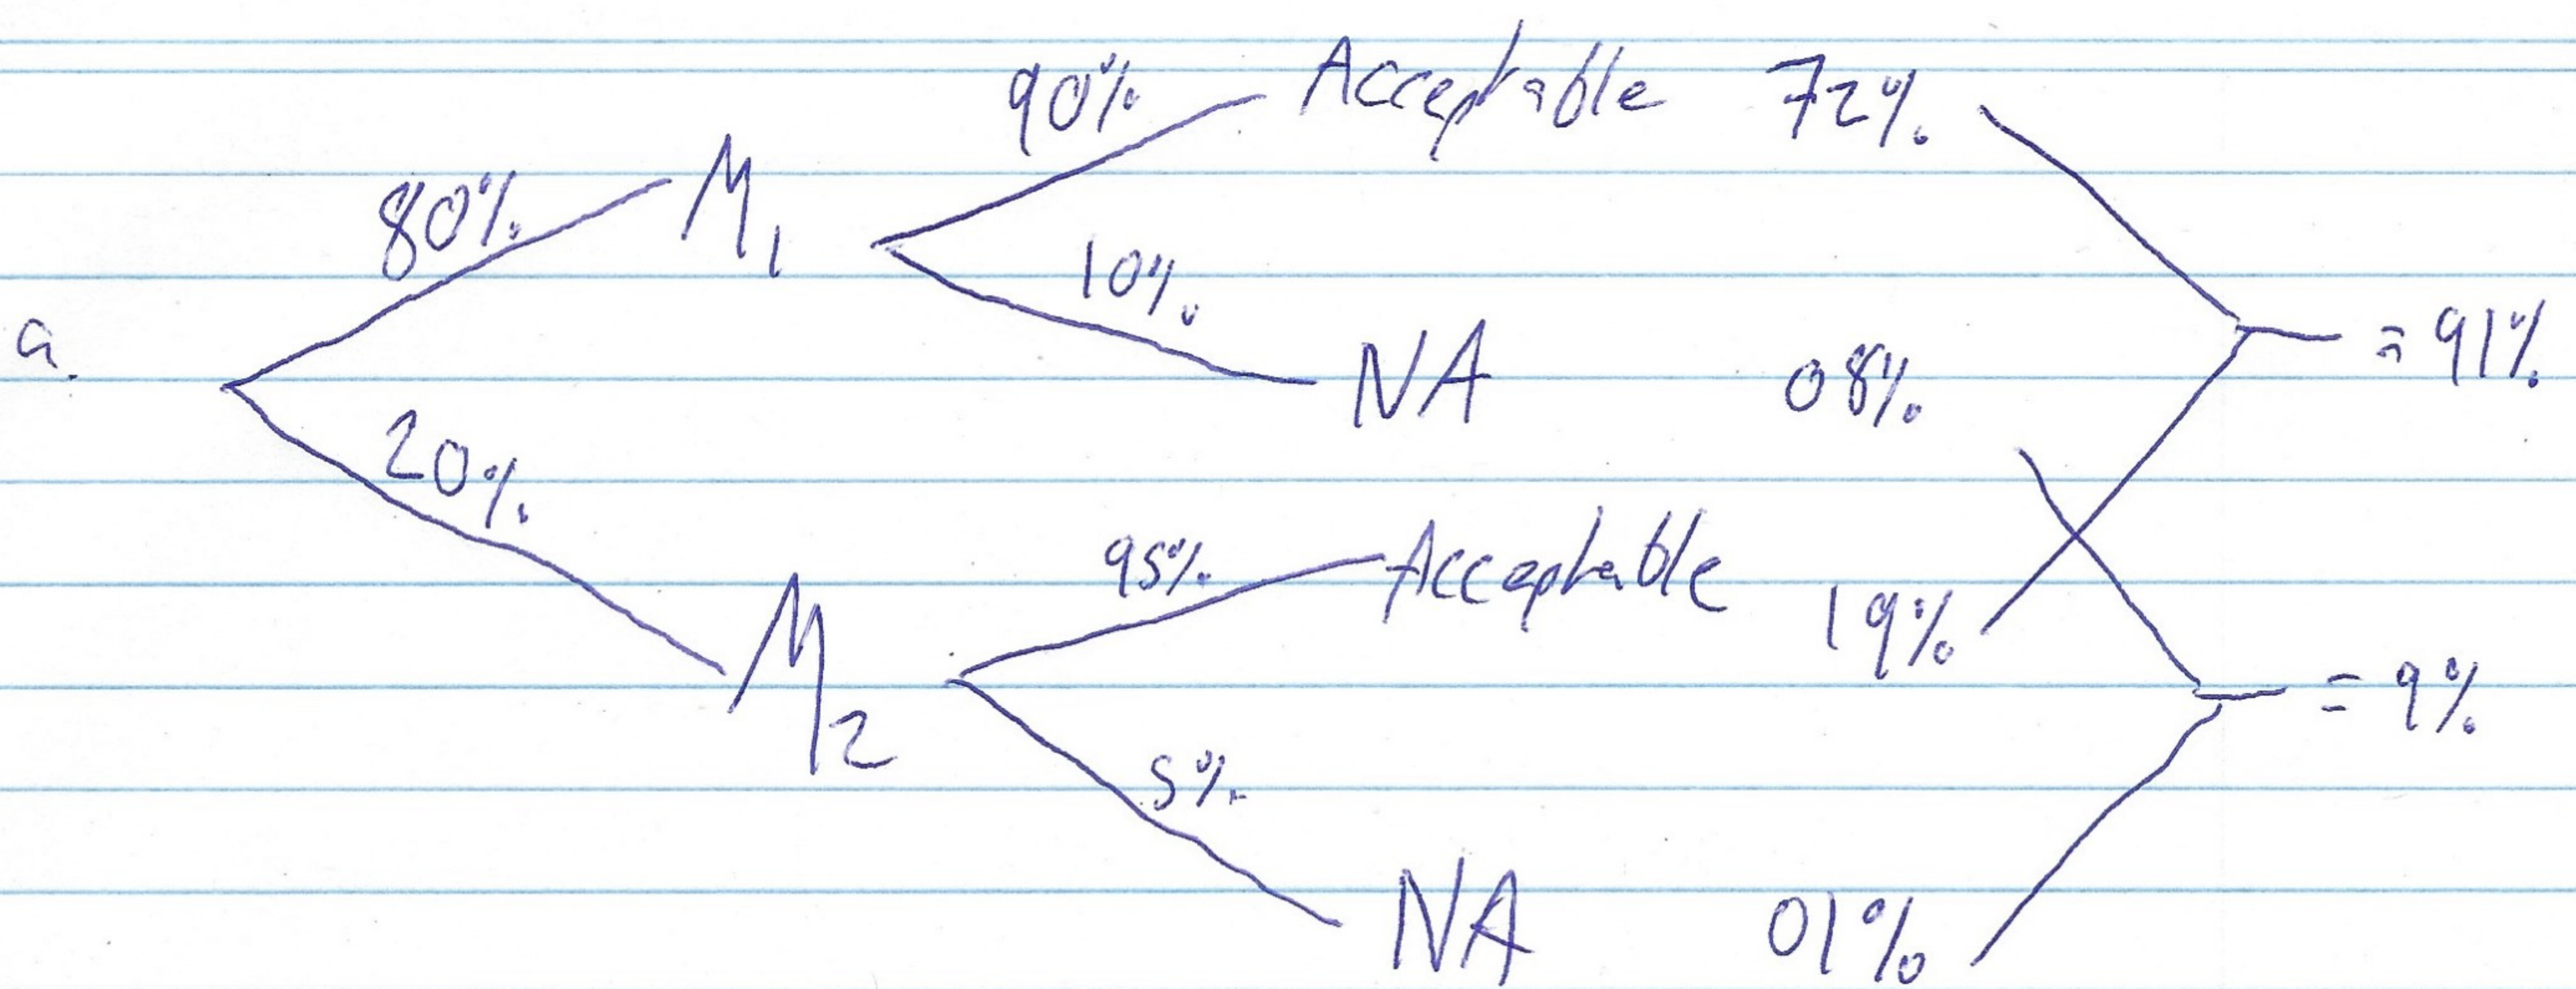 90% Acceptable 72%
80% M1
10%
a. = 91%
NA 08%
20%
95% Acceptable 19%
M2 = 9%
5%
NA 01%